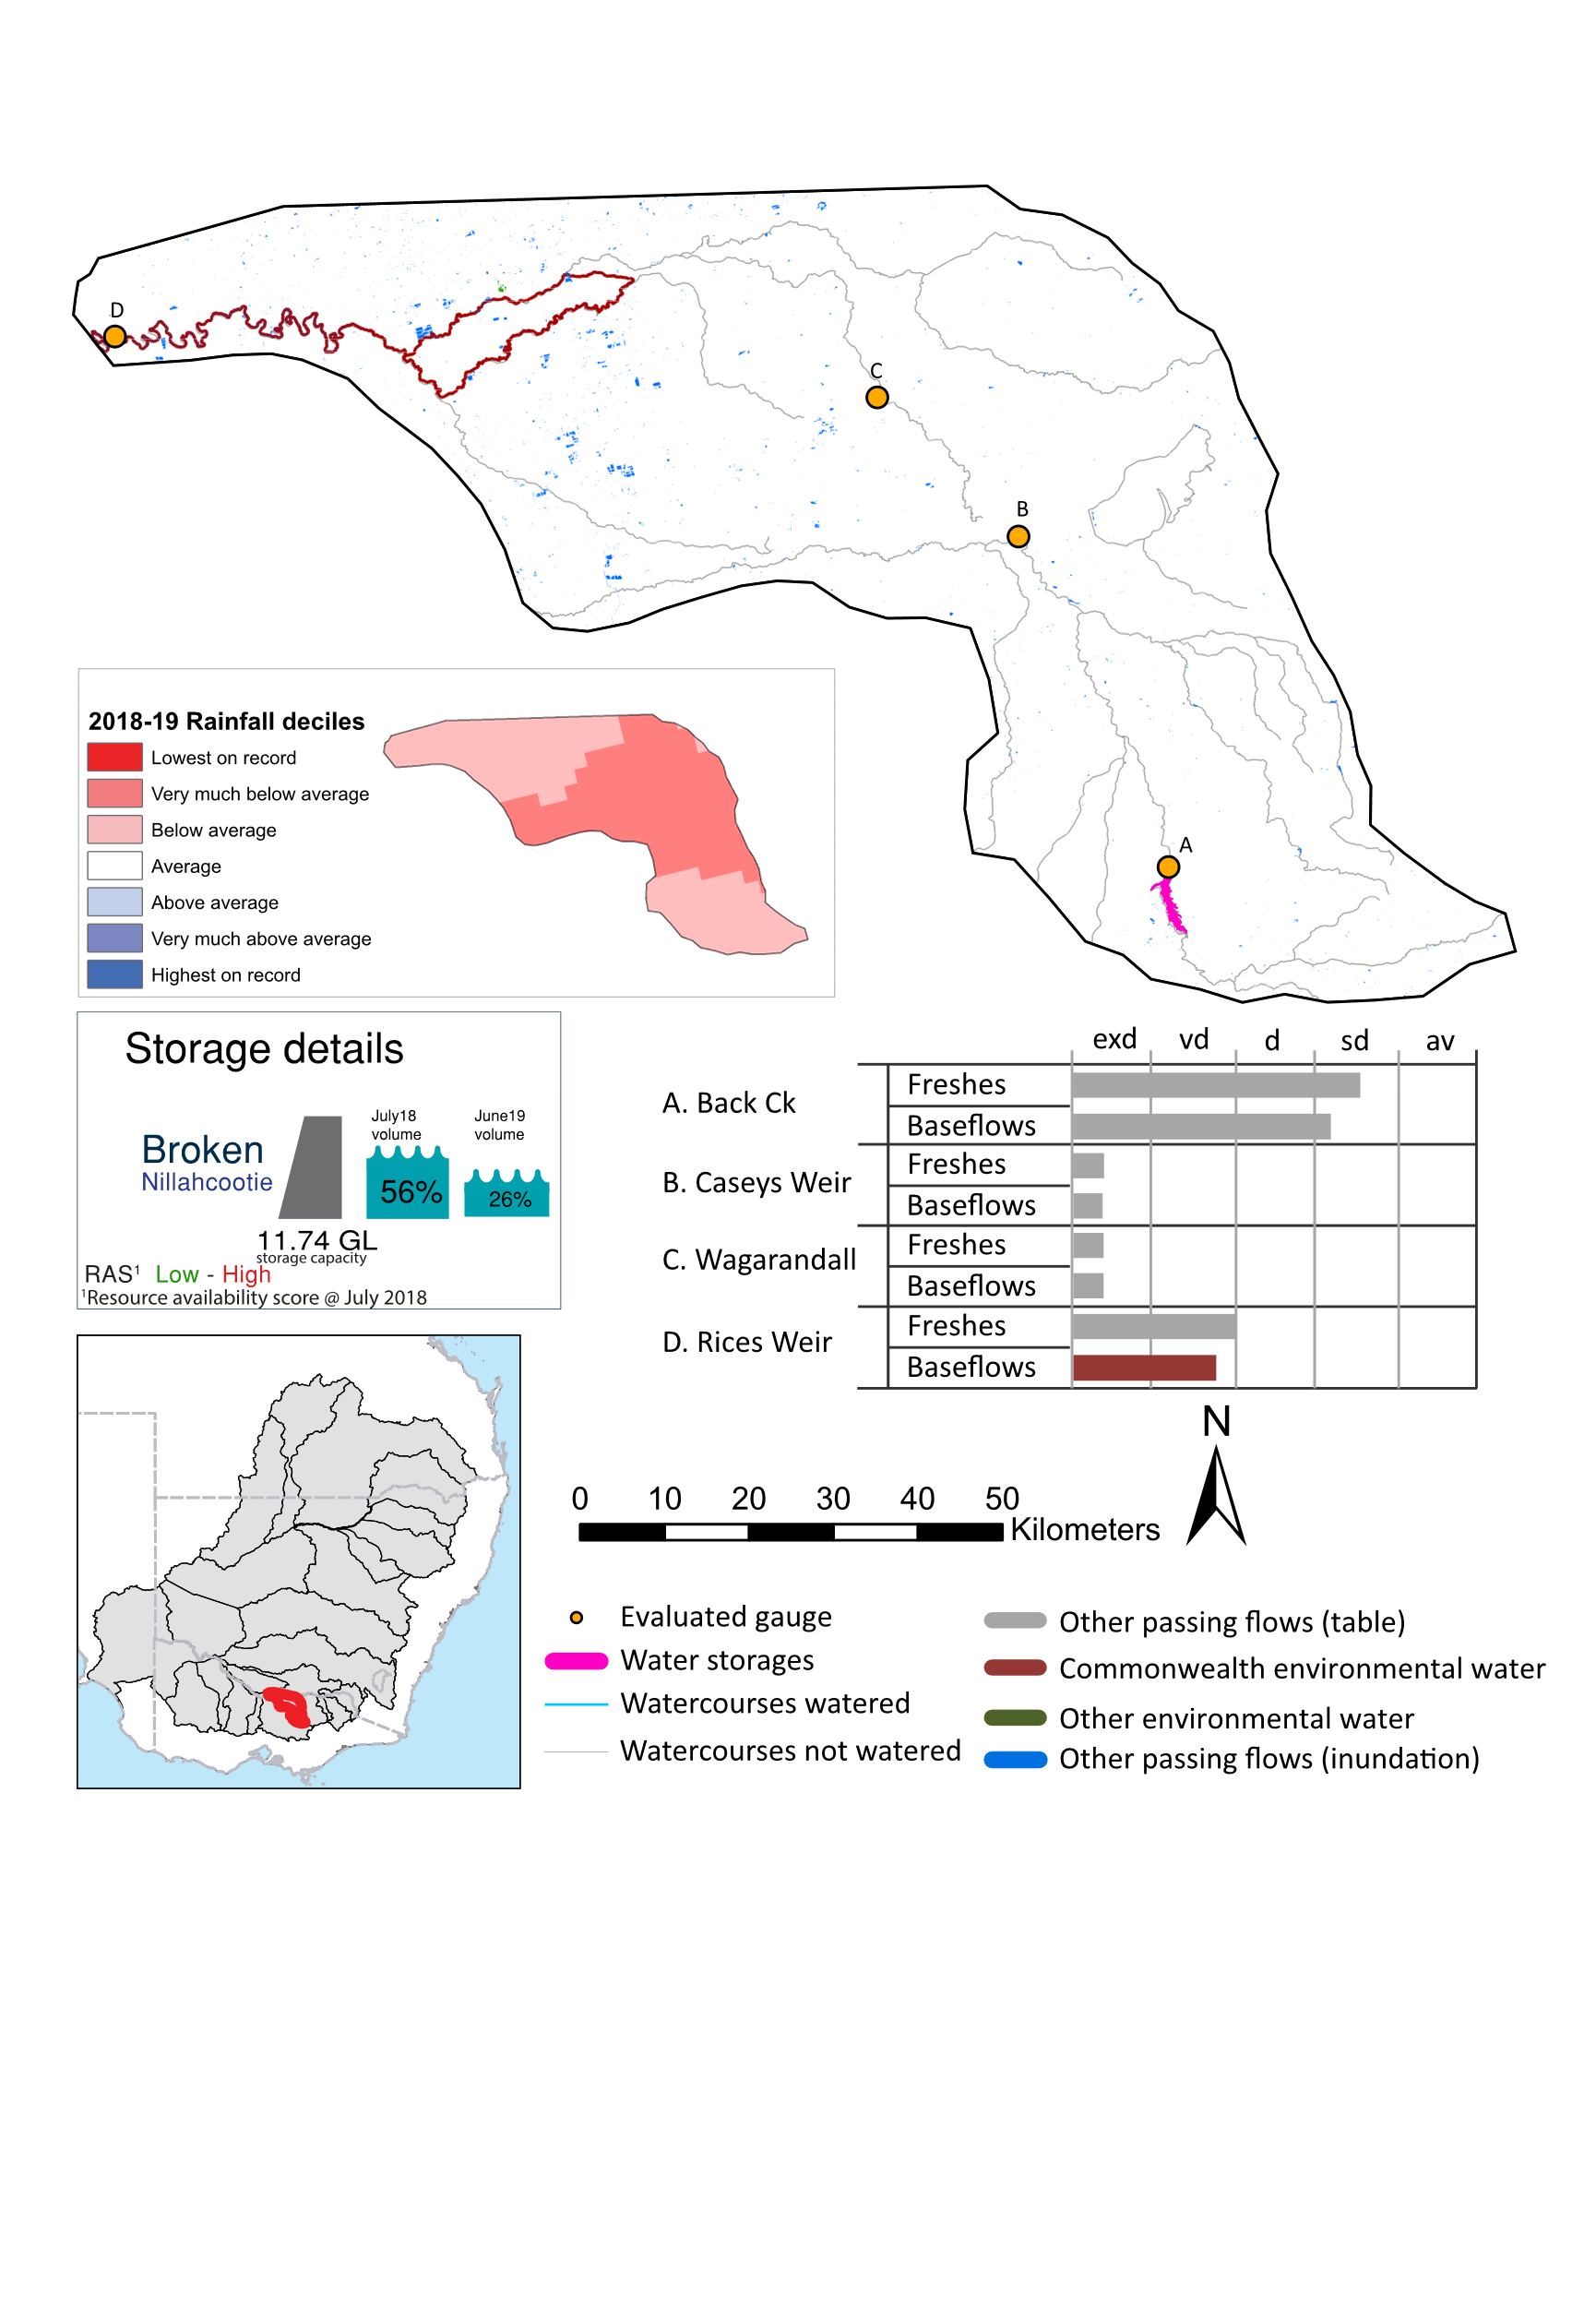 D
C
B
A
2018-19 Rainfall deciles
Lowest on record
Very much below average
Below average
Average
Above average
Very much above average
Highest on record
Storage details
Broken
Nillahcootie
July18
volume
June19
volume
56%
26%
11.74 GL
storage capacity
RAS¹ Low - High
¹Resource availability score @ July 2018
exd vd d sd av
A. Back Ck
Freshes
Baseflows
B. Caseys Weir
Freshes
Baseflows
C. Wagarandall
Freshes
Baseflows
D. Rices Weir
Freshes
Baseflows
N
0 10 20 30 40 50
Kilometers
Evaluated gauge
Water storages
Watercourses watered
Watercourses not watered
Other passing flows (table)
Commonwealth environmental water
Other environmental water
Other passing flows (inundation)